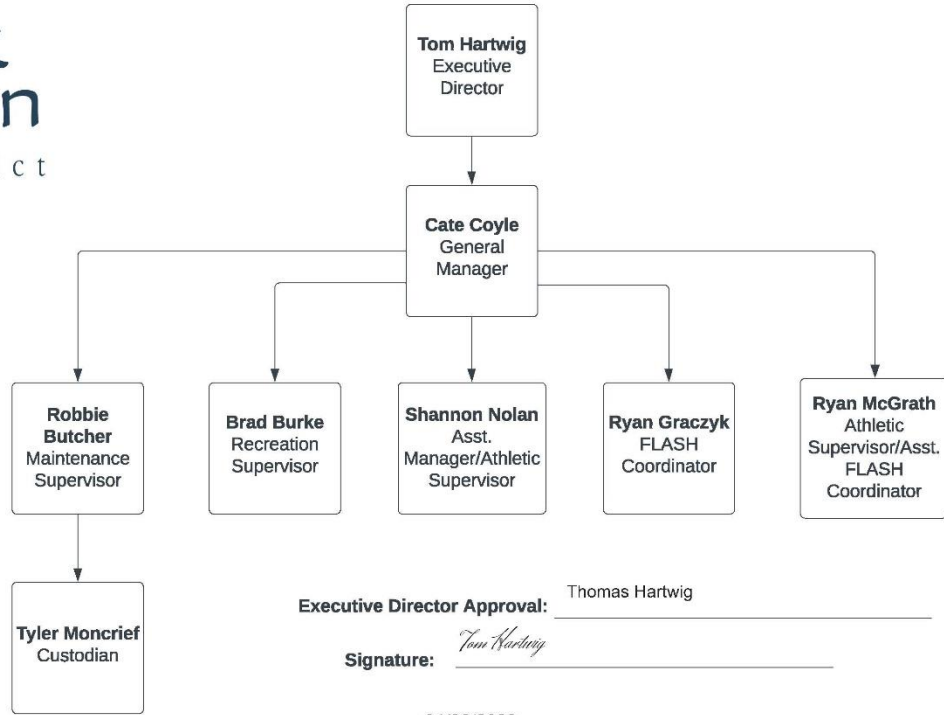 n
c t
Tom Hartwig
Executive
Director
Cate Coyle
General
Manager
Robbie
Butcher
Maintenance
Supervisor
Brad Burke
Recreation
Supervisor
Shannon Nolan
Asst.
Manager/Athletic
Supervisor
Ryan Graczyk
FLASH
Coordinator
Ryan McGrath
Athletic
Supervisor/Asst.
FLASH
Coordinator
Tyler Moncrief
Custodian
Executive Director Approval: Thomas Hartwig
Signature: Tom Hartwig